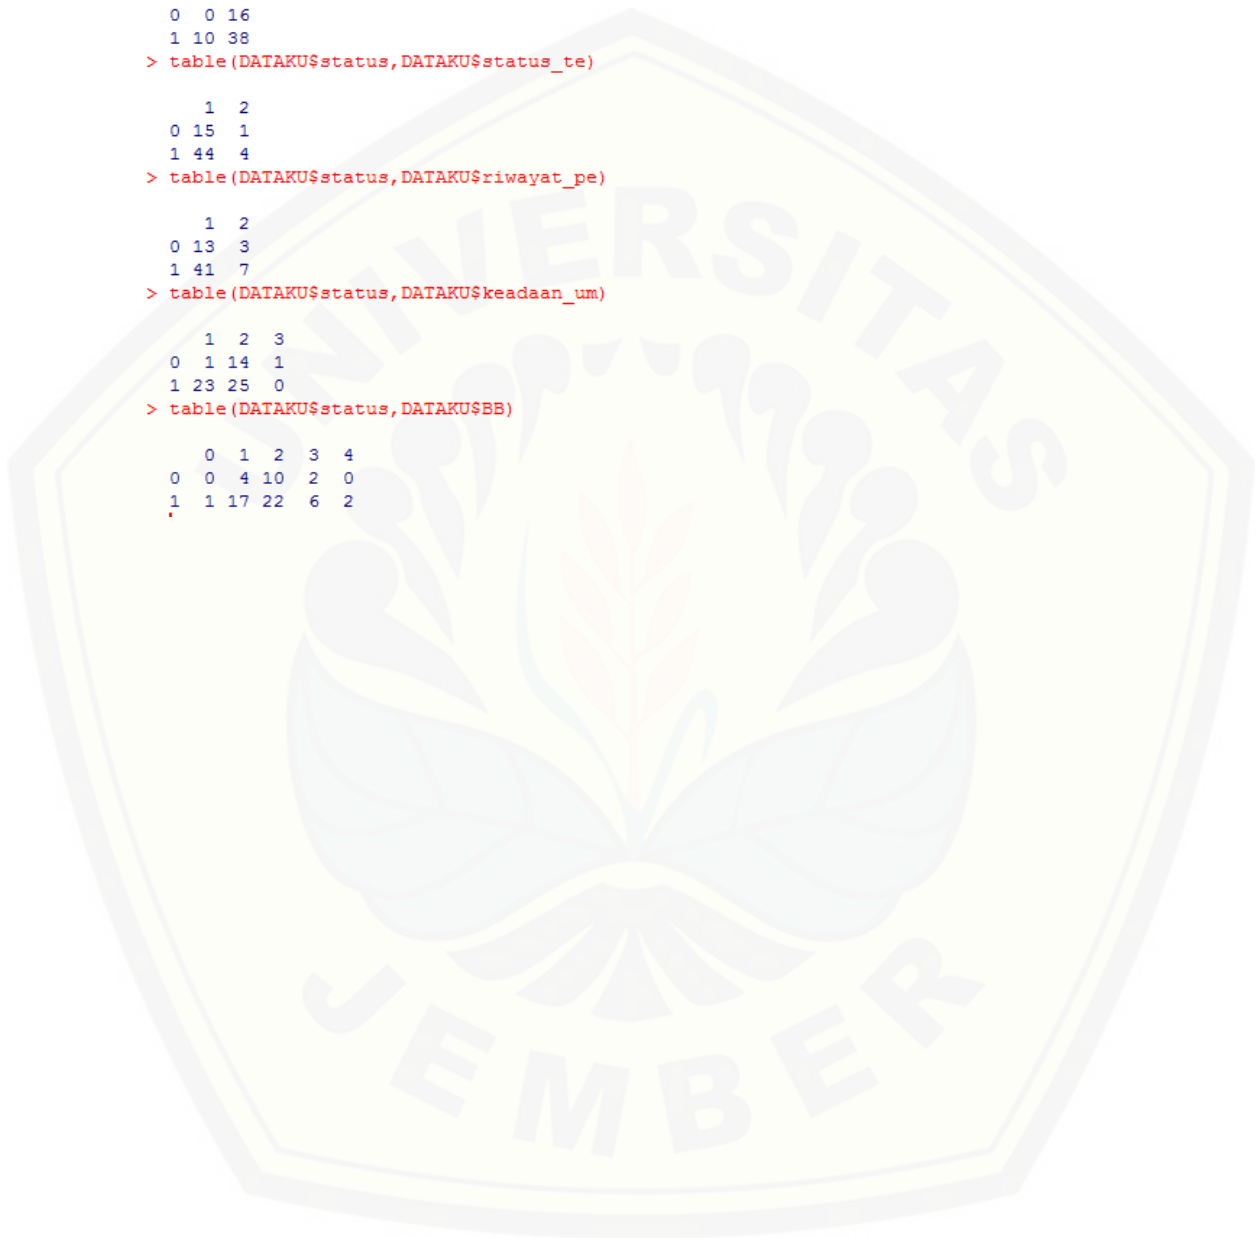 0 0 16
1 10 38
> table(DATAKU$status,DATAKU$status_te)
1 2
0 15 1
1 44 4
> table(DATAKU$status,DATAKU$riwayat_pe)
1 2
0 13 3
1 41 7
> table(DATAKU$status,DATAKU$keadaan_um)
1 2 3
0 1 14 1
1 23 25 0
> table(DATAKU$status,DATAKU$BB)
0 1 2 3 4
0 0 4 10 2 0
1 1 17 22 6 2
UNIVERSITAS
JEMBER